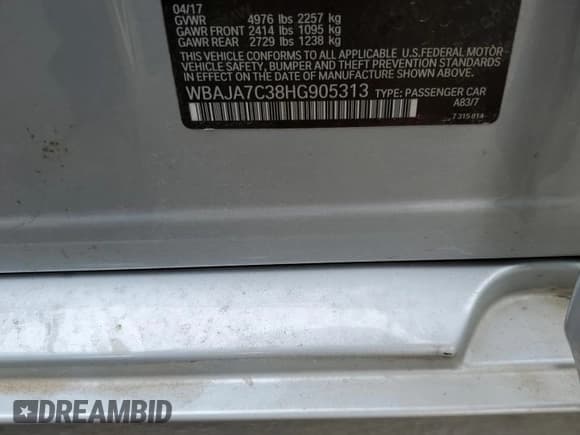 04/17
GVWR 4976 lbs 2257 kg
GAWR FRONT 2414 lbs 1095 kg
GAWR REAR 2729 lbs 1238 kg
THIS VEHICLE CONFORMS TO ALL APPLICABLE U.S.FEDERAL MOTOR
VEHICLE SAFETY, BUMPER, AND THEFT PREVENTION STANDARDS
IN EFFECT ON THE DATE OF MANUFACTURE SHOWN ABOVE.
WBAJA7C38HG905313 TYPE: PASSENGER CAR
A83/7
7 315 014
DREAMBID